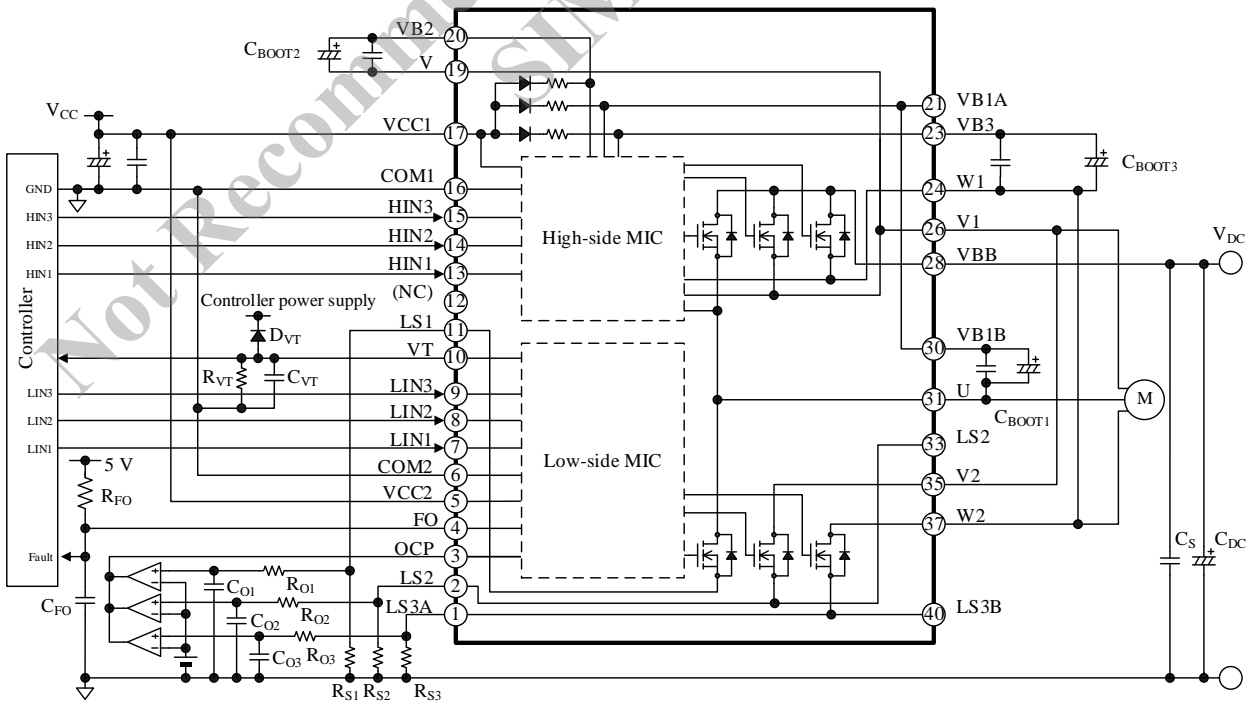 Not Recomm
SIM
CBOOT2
VB2
20
V
19
VCC
VCC1
17
GND
COM1
16
HIN3
HIN3
15
HIN2
HIN2
14
HIN1
HIN1
13
(NC)
12
Controller power supply
LS1
11
DVT
VT
10
RVT
CVT
Controller
LIN3
LIN3
9
LIN2
LIN2
8
LIN1
LIN1
7
COM2
6
5 V
VCC2
5
RFO
FO
4
Fault
OCP
3
CFO
CO1
RO1
LS2
2
CO2
RO2
LS3A
1
CO3
RO3
RS1
RS2
RS3
High-side MIC
Low-side MIC
21
VB1A
23
VB3
CBOOT3
24
W1
26
V1
VDC
28
VBB
30
VB1B
31
U
CBOOT1
M
33
LS2
35
V2
37
W2
CS
CDC
40
LS3B